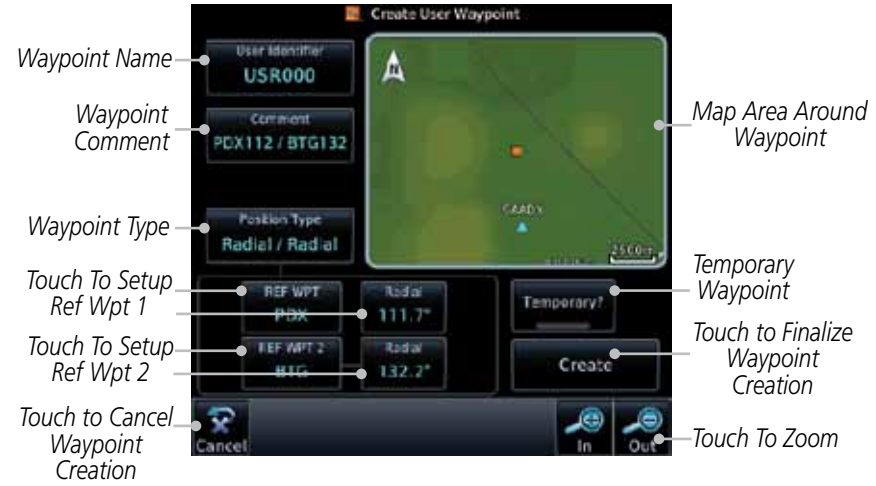 Create User Waypoint
Waypoint Name
User Identifier
USR000
Waypoint
Comment
Comment
PDX112 / BTG132
Map Area Around
Waypoint
Waypoint Type
Position Type
Radial / Radial
2500m
Touch To Setup
Ref Wpt 1
REF WPT
PDX
Radial
111.7°
Temporary?
Temporary
Waypoint
Touch To Setup
Ref Wpt 2
REF WPT 2
BTG
Radial
132.2°
Create
Touch to Finalize
Waypoint
Creation
Touch to Cancel
Waypoint
Creation
Cancel
In
Out
Touch To Zoom